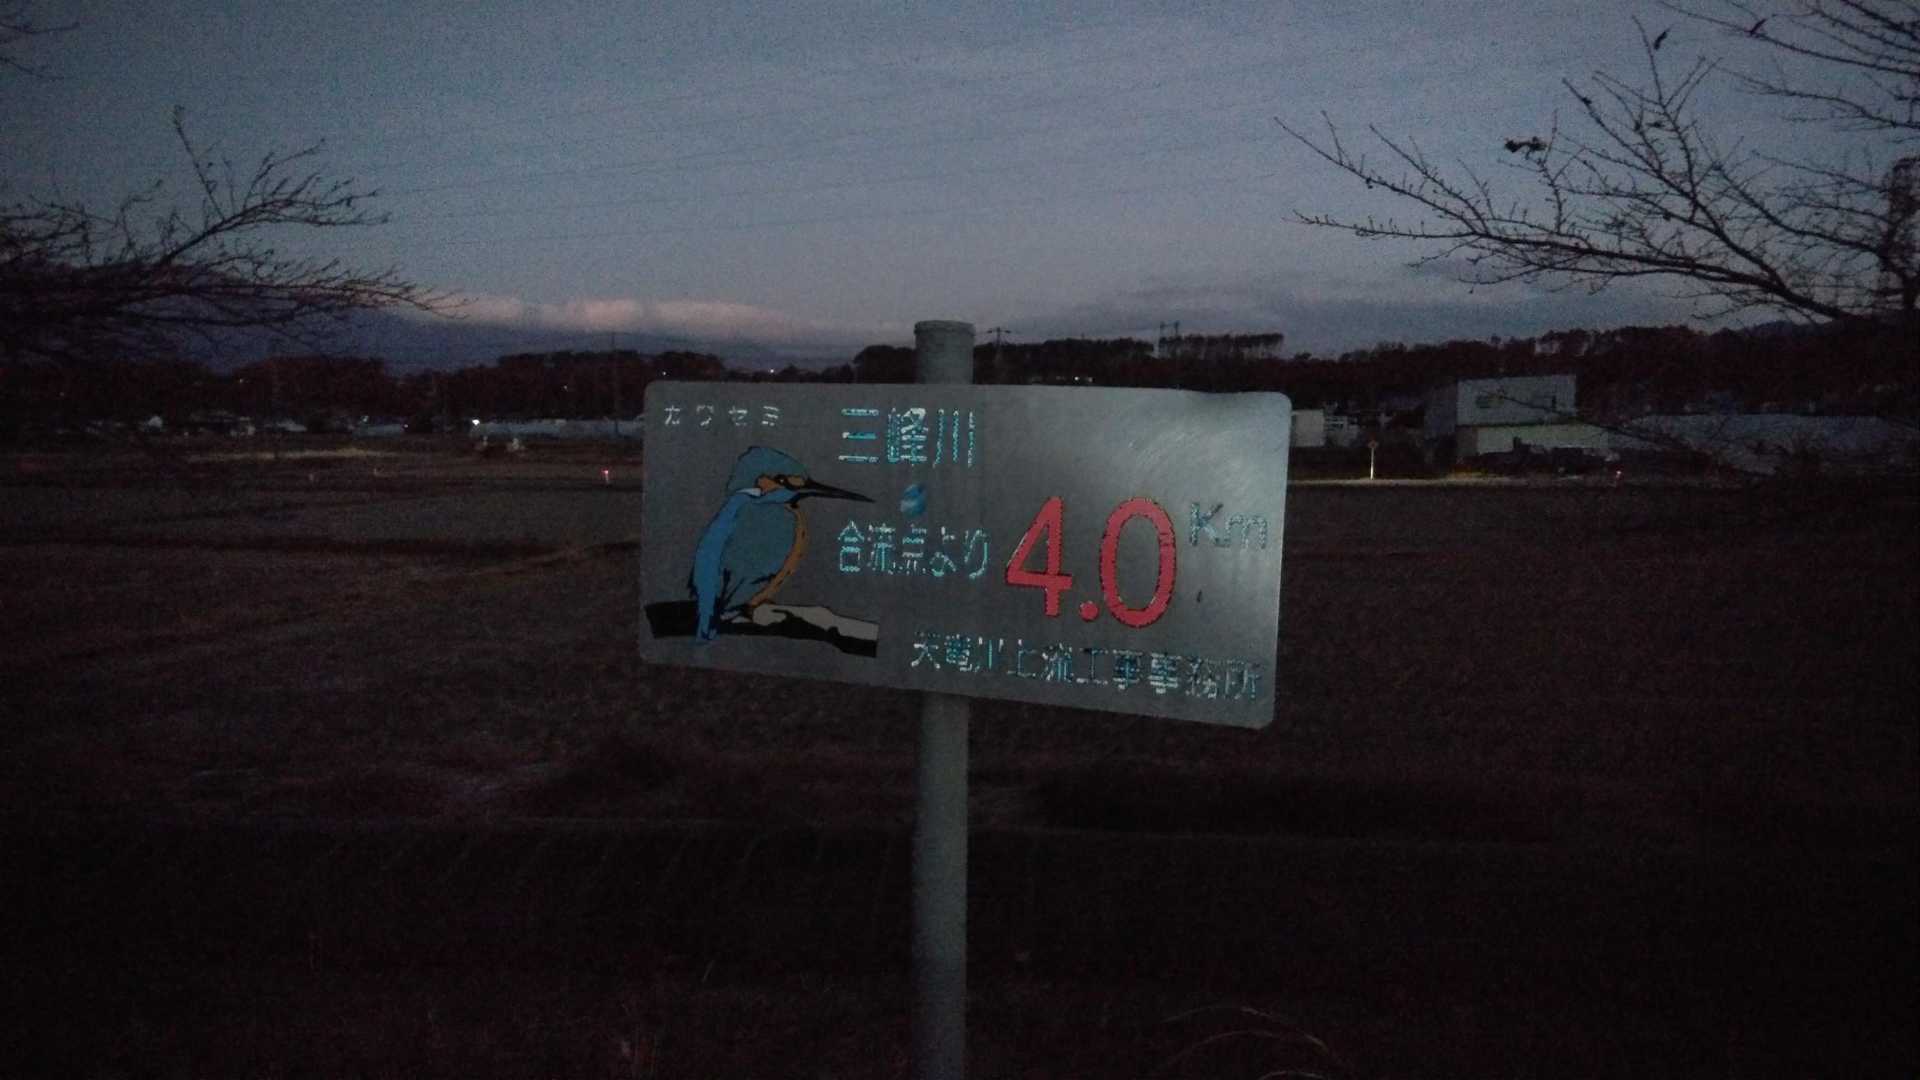 カワセミ
三峰川
合流点より 4.0 Km
天竜川上流工事事務所